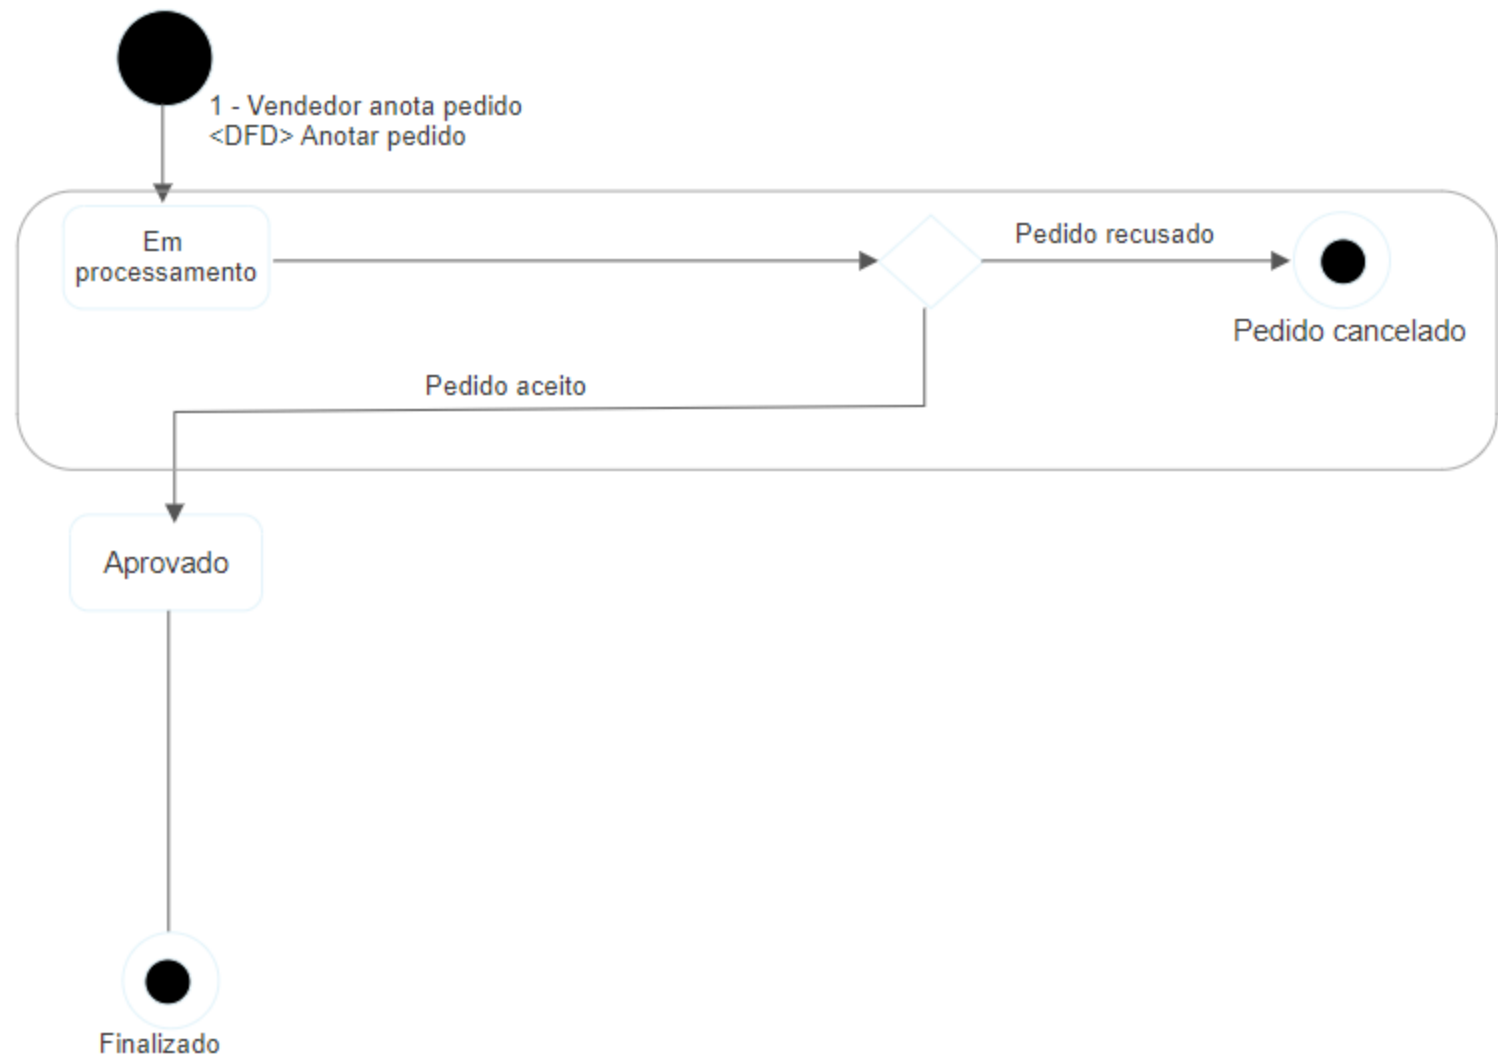 1 - Vendedor anota pedido
<DFD> Anotar pedido
Em
processamento
Pedido recusado
Pedido cancelado
Pedido aceito
Aprovado
Finalizado